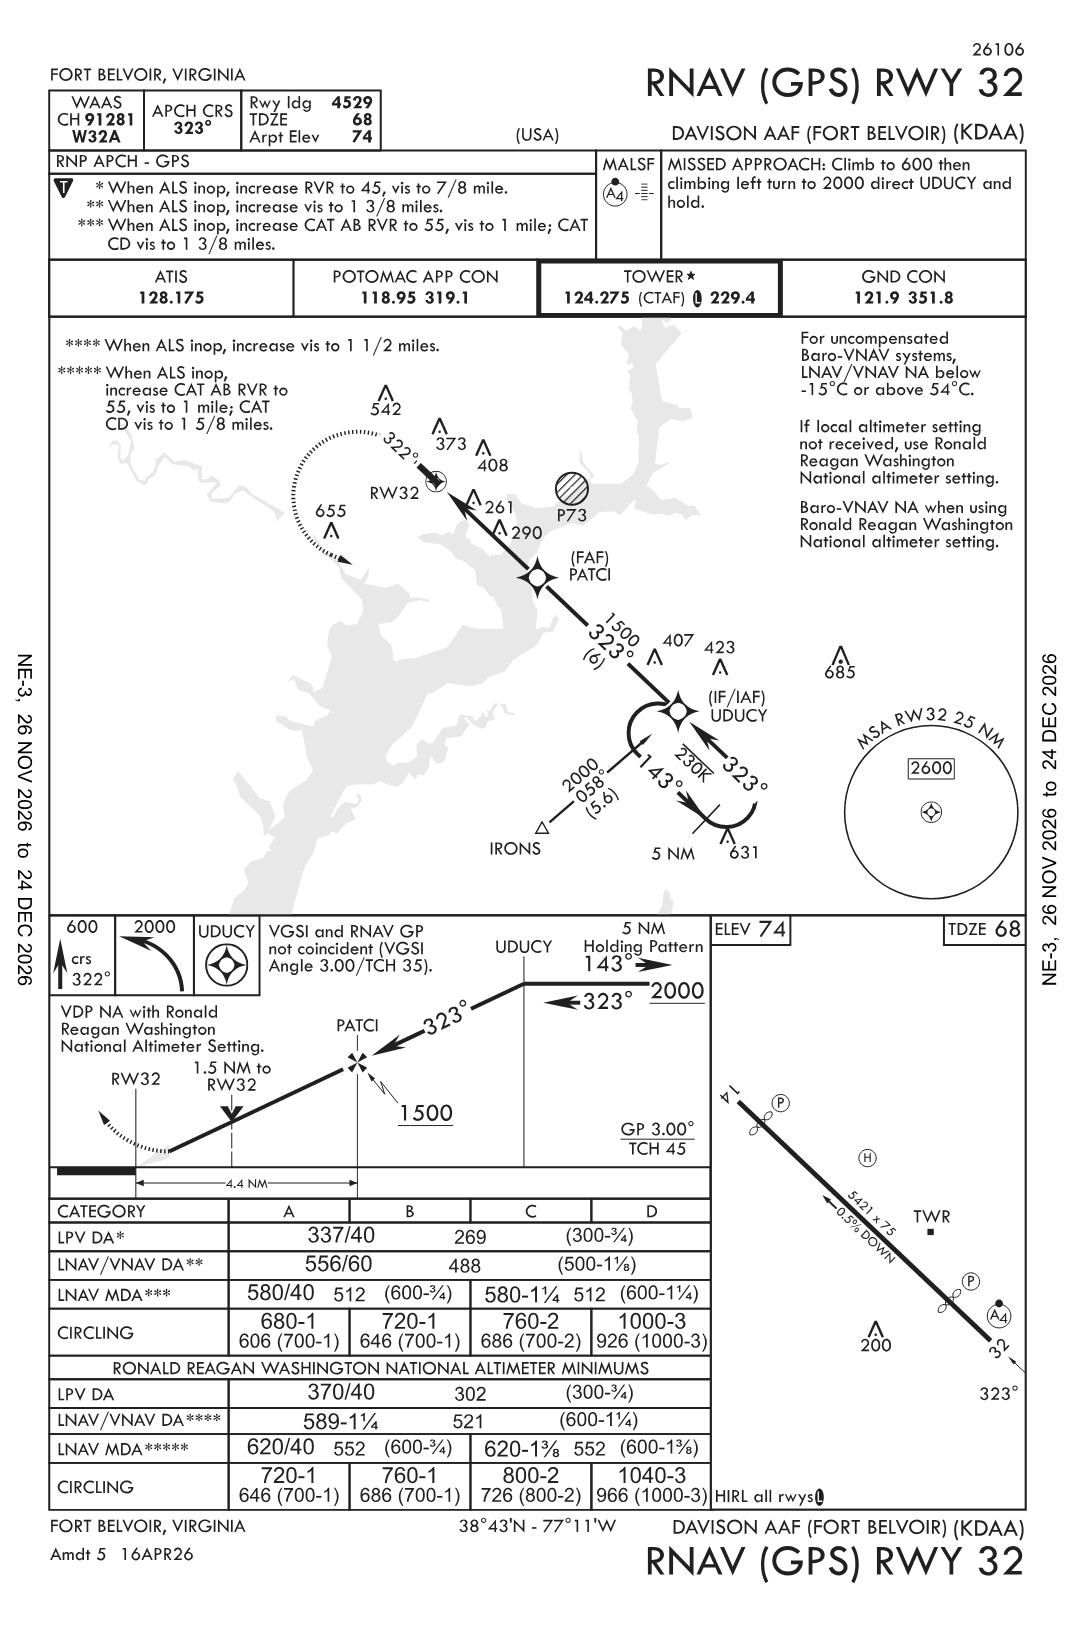 26106
FORT BELVOIR, VIRGINIA
RNAV (GPS) RWY 32
WAAS
CH 91281
W32A
APCH CRS
323°
Rwy ldg 4529
TDZE 68
Arpt Elev 74
(USA)
DAVISON AAF (FORT BELVOIR) (KDAA)
RNP APCH - GPS
T
* When ALS inop, increase RVR to 45, vis to 7/8 mile.
** When ALS inop, increase vis to 1 3/8 miles.
*** When ALS inop, increase CAT AB RVR to 55, vis to 1 mile; CAT
CD vis to 1 3/8 miles.
MALSF
A4
MISSED APPROACH: Climb to 600 then
climbing left turn to 2000 direct UDUCY and
hold.
ATIS
128.175
POTOMAC APP CON
118.95 319.1
TOWER★
124.275 (CTAF) L 229.4
GND CON
121.9 351.8
**** When ALS inop, increase vis to 1 1/2 miles.
***** When ALS inop,
increase CAT AB RVR to
55, vis to 1 mile; CAT
CD vis to 1 5/8 miles.
For uncompensated
Baro-VNAV systems,
LNAV/VNAV NA below
-15°C or above 54°C.
If local altimeter setting
not received, use Ronald
Reagan Washington
National altimeter setting.
Baro-VNAV NA when using
Ronald Reagan Washington
National altimeter setting.
542
373
322°
408
RW32
261
P73
655
290
(FAF)
PATCI
1500
323°
(6)
407
423
685
(IF/IAF)
UDUCY
230K
323°
143°
2000
058°
(5.6)
IRONS
5 NM
631
MSA RW32 25 NM
2600
NE-3, 26 NOV 2026 to 24 DEC 2026
NE-3, 26 NOV 2026 to 24 DEC 2026
600
crs
322°
2000
UDUCY
VGSI and RNAV GP
not coincident (VGSI
Angle 3.00/TCH 35).
UDUCY
5 NM
Holding Pattern
143°
323°
2000
323°
VDP NA with Ronald
Reagan Washington
National Altimeter Setting.
PATCI
1.5 NM to
RW32
RW32
1500
GP 3.00°
TCH 45
4.4 NM
ELEV 74
TDZE 68
14
P
H
5421 x 75
0.5% DOWN
TWR
P
A4
200
32
323°
HIRL all rwys L
CATEGORY A B C D
LPV DA* 337/40 269 (300-¾)
LNAV/VNAV DA** 556/60 488 (500-1⅛)
LNAV MDA*** 580/40 512 (600-¾) 580-1¼ 512 (600-1¼)
CIRCLING
680-1 720-1 760-2 1000-3
606 (700-1) 646 (700-1) 686 (700-2) 926 (1000-3)
RONALD REAGAN WASHINGTON NATIONAL ALTIMETER MINIMUMS
LPV DA 370/40 302 (300-¾)
LNAV/VNAV DA**** 589-1¼ 521 (600-1¼)
LNAV MDA***** 620/40 552 (600-¾) 620-1⅜ 552 (600-1⅜)
CIRCLING
720-1 760-1 800-2 1040-3
646 (700-1) 686 (700-1) 726 (800-2) 966 (1000-3)
FORT BELVOIR, VIRGINIA
38°43'N - 77°11'W
DAVISON AAF (FORT BELVOIR) (KDAA)
Amdt 5 16APR26
RNAV (GPS) RWY 32